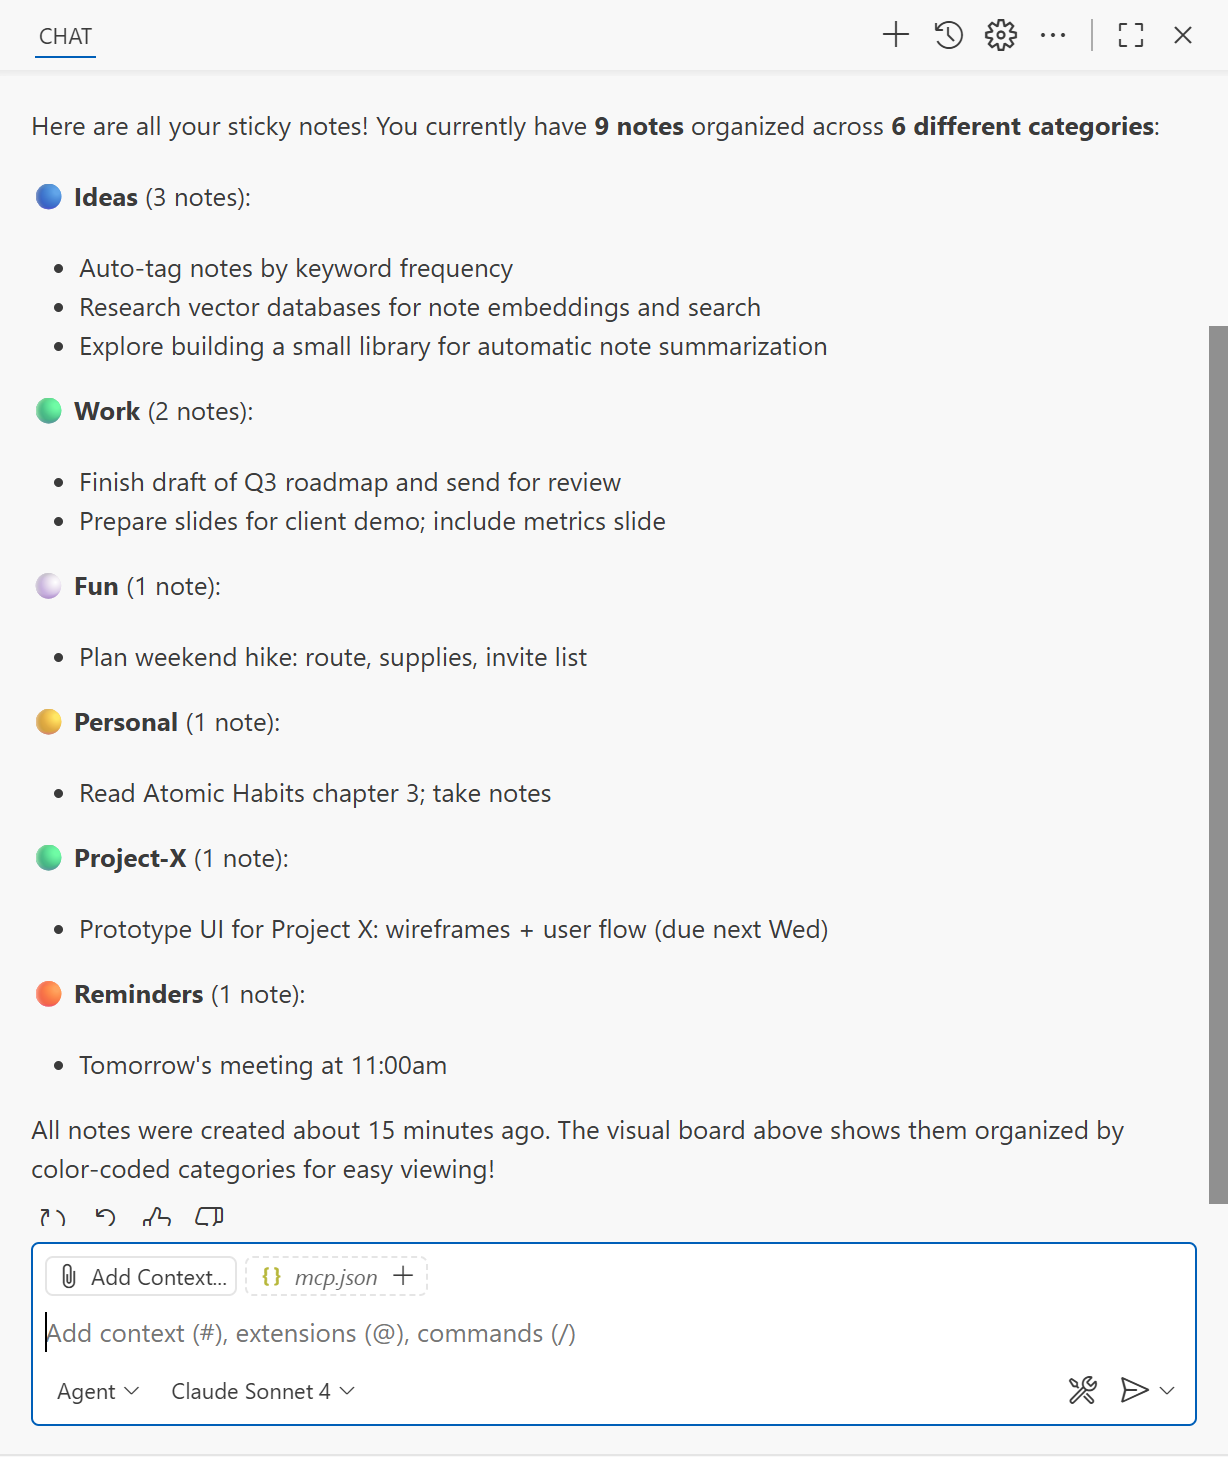 CHAT
Here are all your sticky notes! You currently have 9 notes organized across 6 different categories:
Ideas (3 notes):
• Auto-tag notes by keyword frequency
• Research vector databases for note embeddings and search
• Explore building a small library for automatic note summarization
Work (2 notes):
• Finish draft of Q3 roadmap and send for review
• Prepare slides for client demo; include metrics slide
Fun (1 note):
• Plan weekend hike: route, supplies, invite list
Personal (1 note):
• Read Atomic Habits chapter 3; take notes
Project-X (1 note):
• Prototype UI for Project X: wireframes + user flow (due next Wed)
Reminders (1 note):
• Tomorrow's meeting at 11:00am
All notes were created about 15 minutes ago. The visual board above shows them organized by
color-coded categories for easy viewing!
Add Context... {} mcp.json +
Add context (#), extensions (@), commands (/)
Agent Claude Sonnet 4